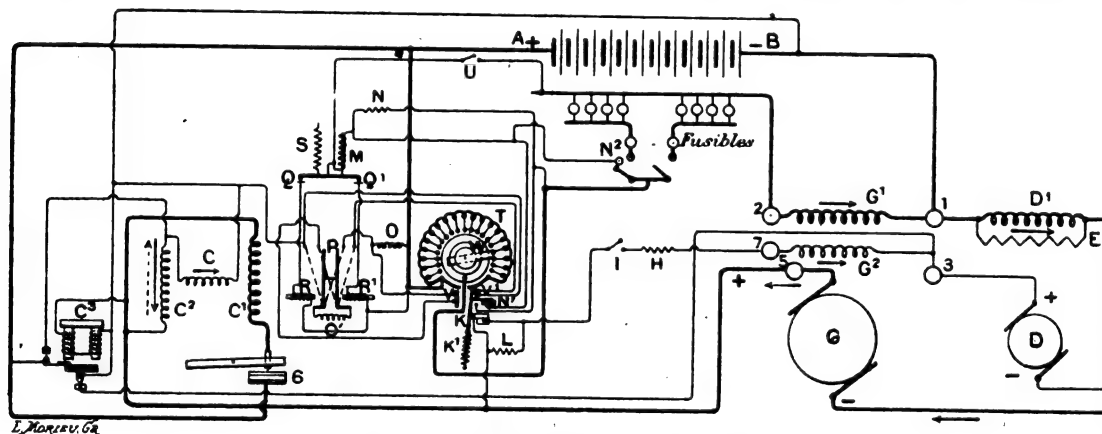 A + - B
U
N
S M
Q Q¹
N²
Fusibles
G¹
2 1
D¹
E
T
O
P
R R¹
I H
7
G²
5 3
+
A
C
C² C¹
C³
K
K¹
L
N¹
G
D
+
-
-
6
E. MORIEU. GR